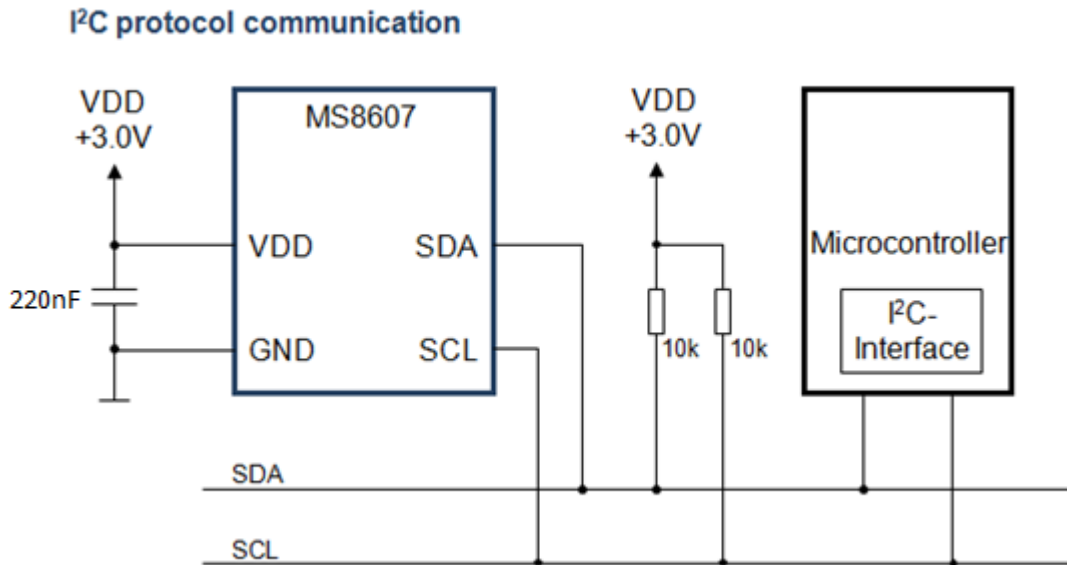 I²C protocol communication
VDD
+3.0V
MS8607
VDD
+3.0V
VDD
SDA
Microcontroller
220nF
I²C-
Interface
GND
SCL
10k
10k
SDA
SCL